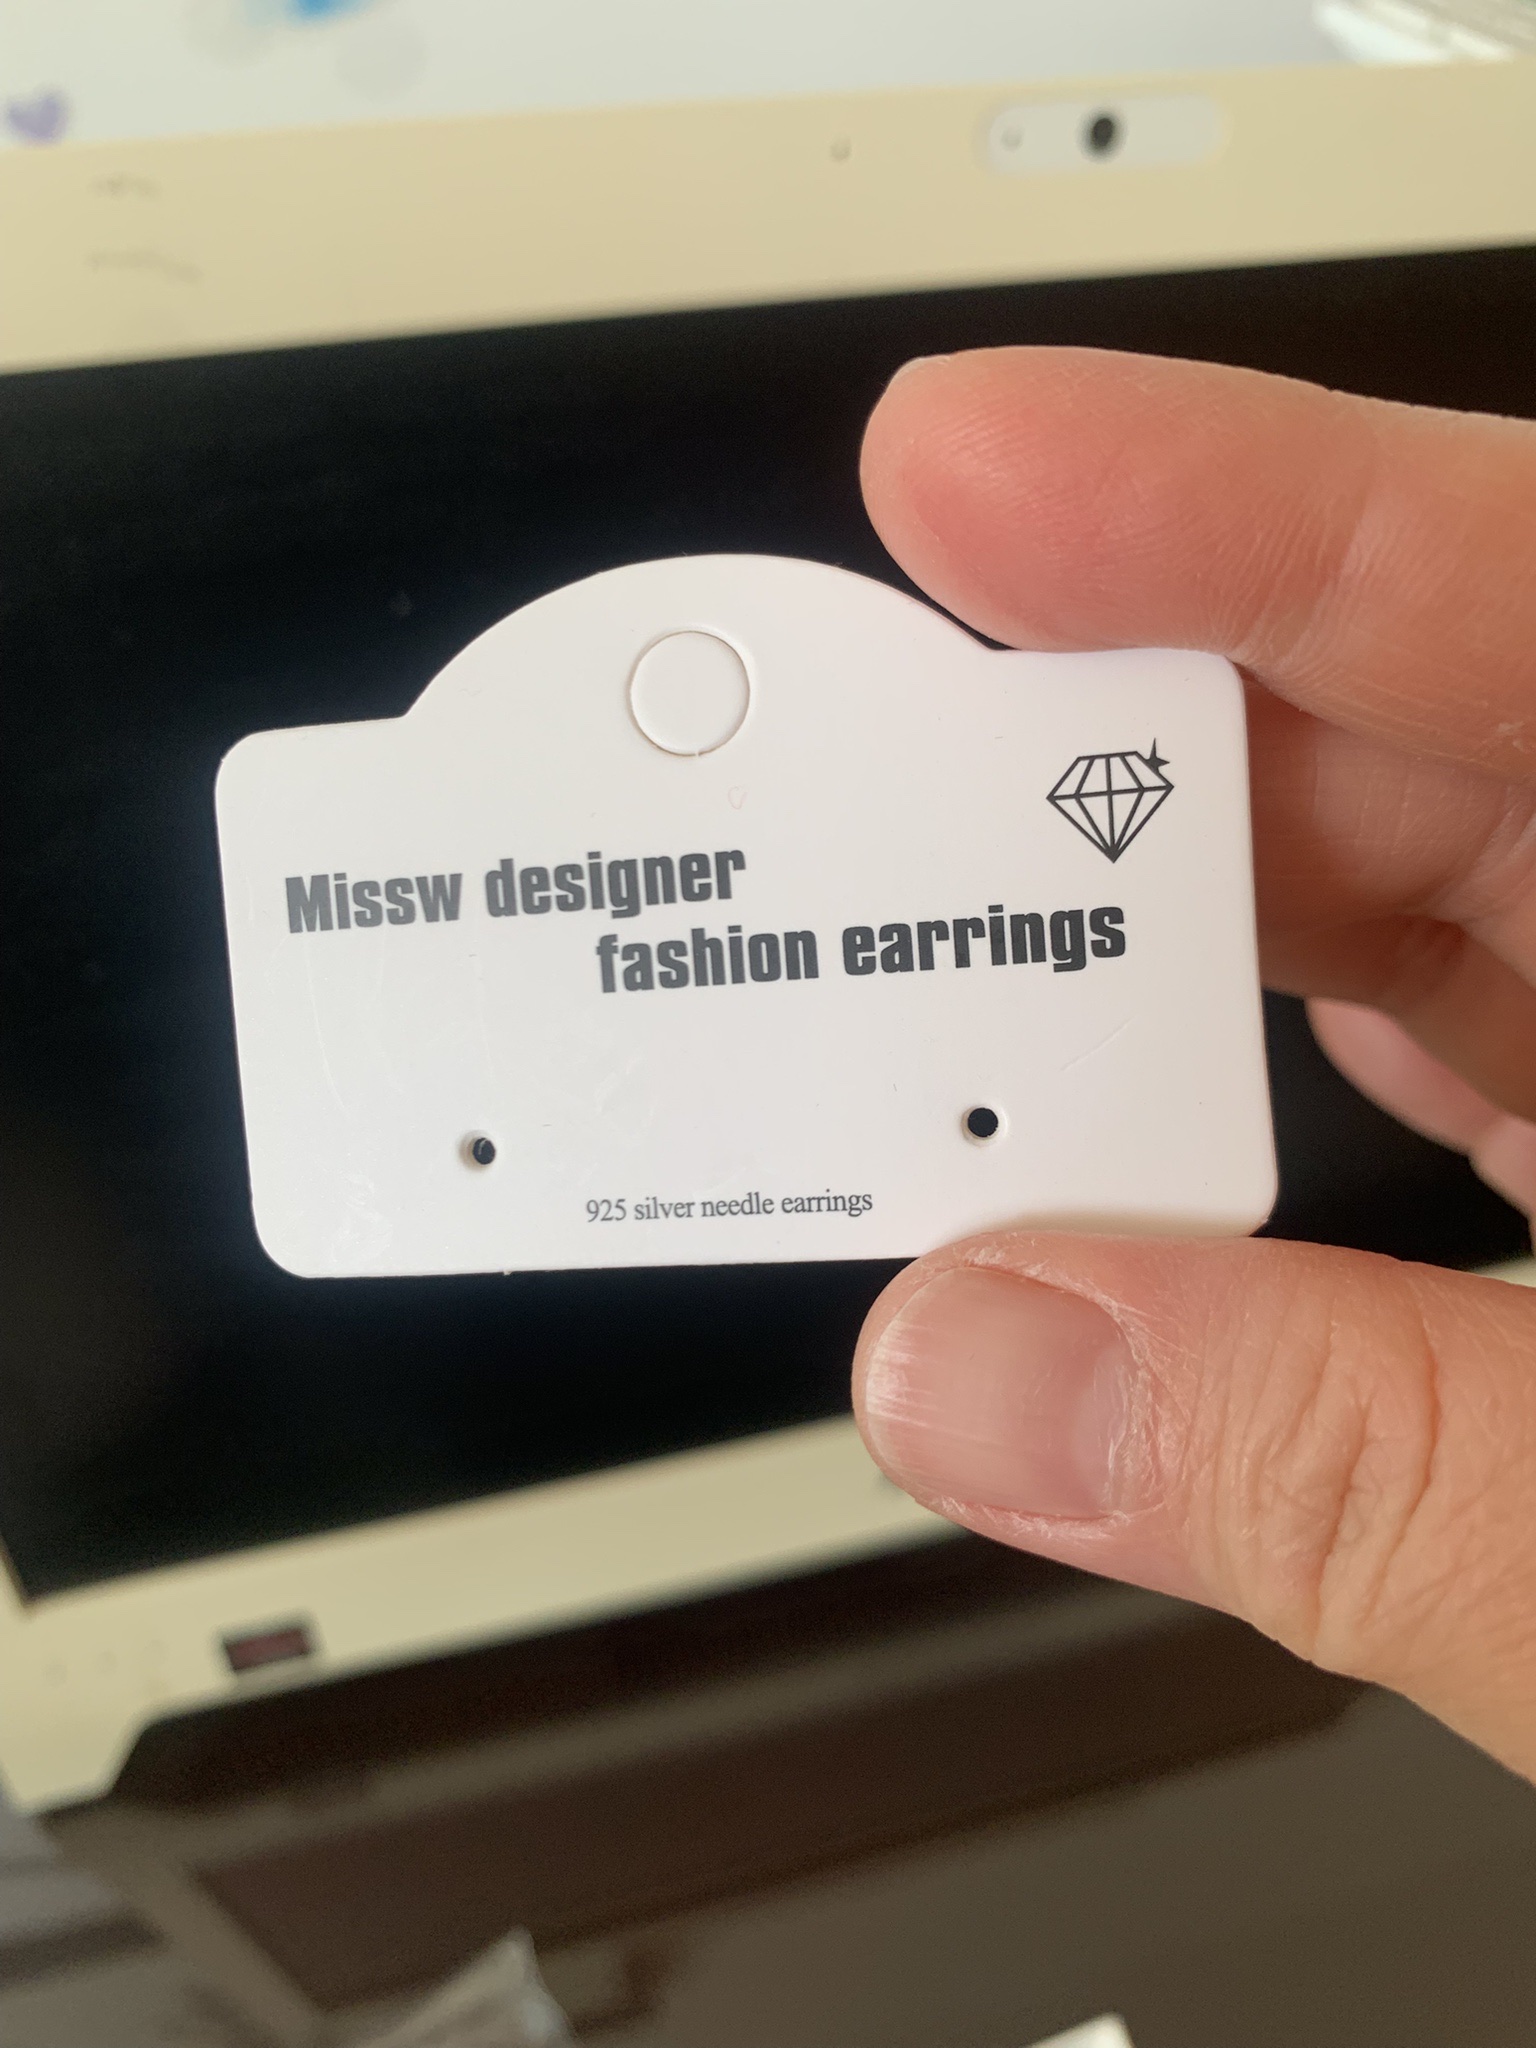 Missw designer
fashion earrings
925 silver needle earrings